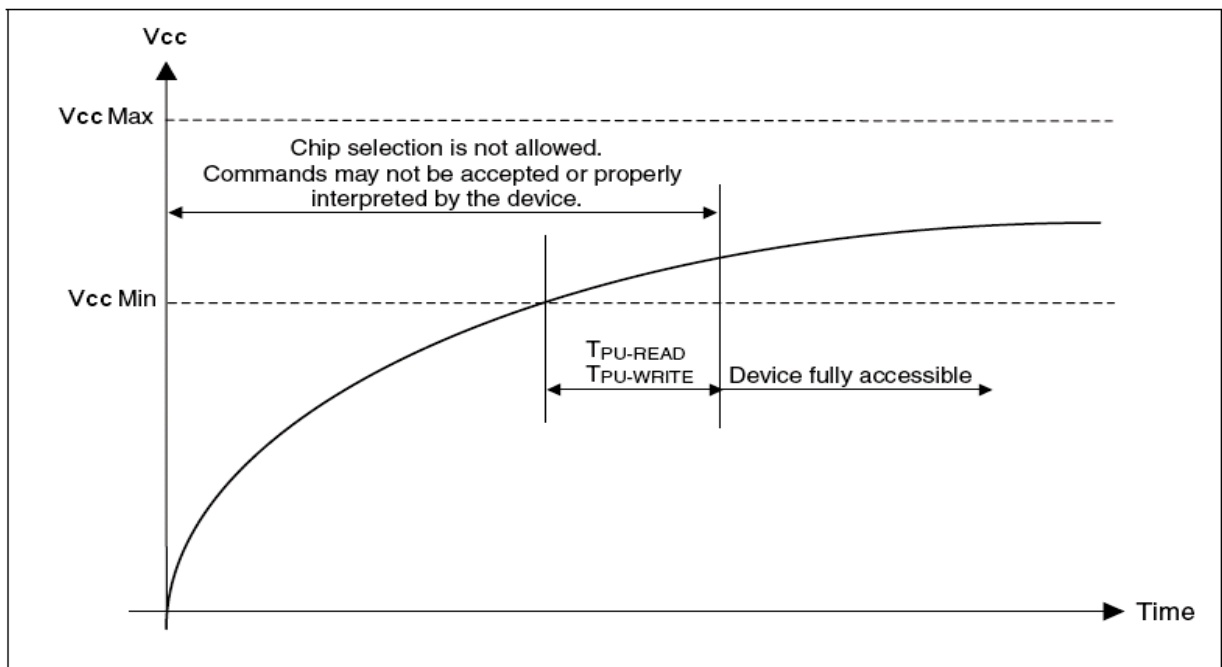 Vcc
Vcc Max
Chip selection is not allowed.
Commands may not be accepted or properly
interpreted by the device.
Vcc Min
TPU-READ
TPU-WRITE
Device fully accessible
Time